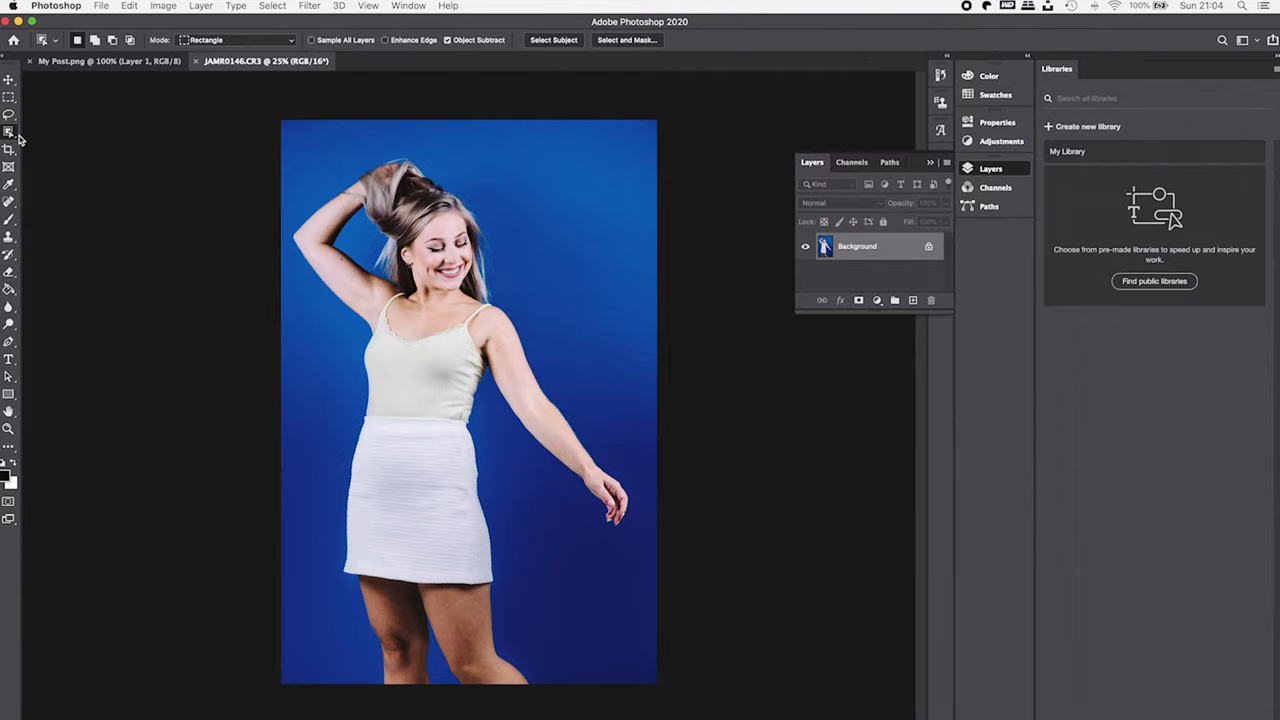 Photoshop File Edit Image Layer Type Select Filter 3D View Window Help 100% Sun 21:04
Adobe Photoshop 2020
Mode: Rectangle Sample All Layers Enhance Edge Object Subtract Select Subject Select and Mask...
× My Post.png @ 100% (Layer 1, RGB/8) × JAMR0146.CR3 @ 25% (RGB/16*)
Layers Channels Paths
Kind
Normal Opacity: 100%
Lock: Fill: 100%
Background
fx
Color
Swatches
Properties
Adjustments
Layers
Channels
Paths
Libraries
Search all libraries
+ Create new library
My Library
Choose from pre-made libraries to speed up and inspire your
work.
Find public libraries